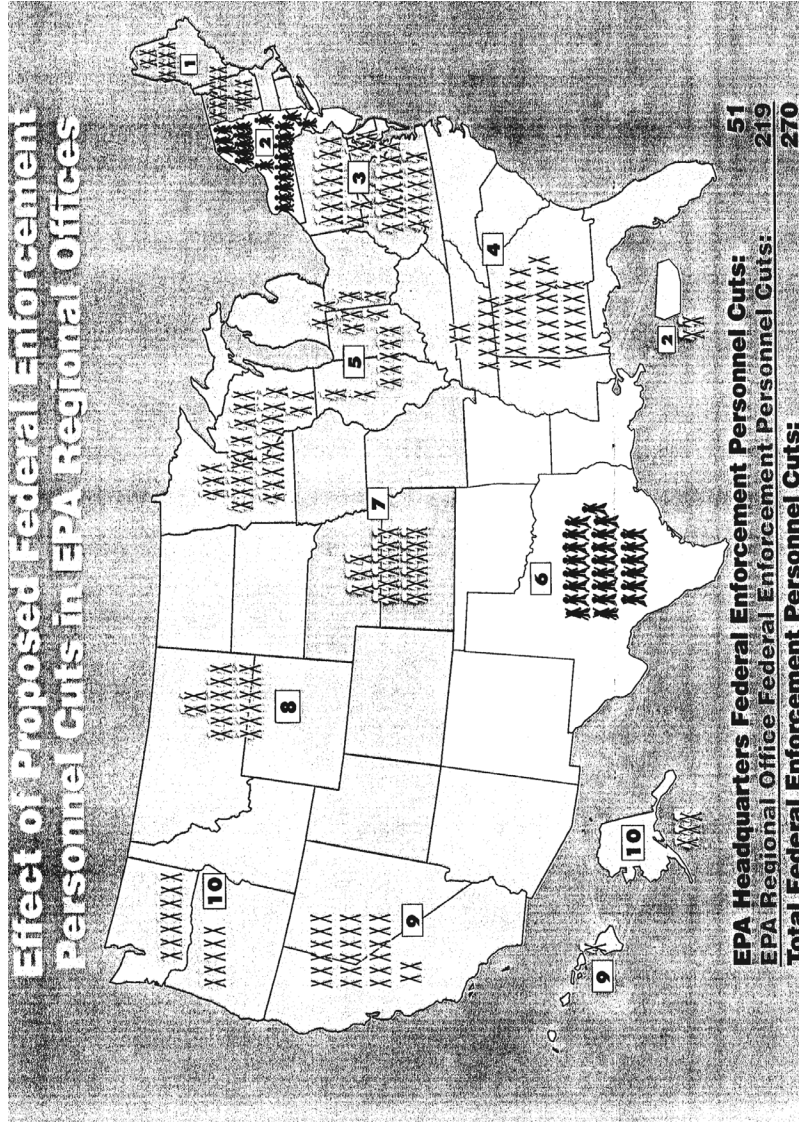 Effect of Proposed Federal Enforcement
Personnel Cuts in EPA Regional Offices
1
2
3
4
5
6
7
8
9
10
2
9
10
EPA Headquarters Federal Enforcement Personnel Cuts: 51
EPA Regional Office Federal Enforcement Personnel Cuts: 219
Total Federal Enforcement Personnel Cuts: 270